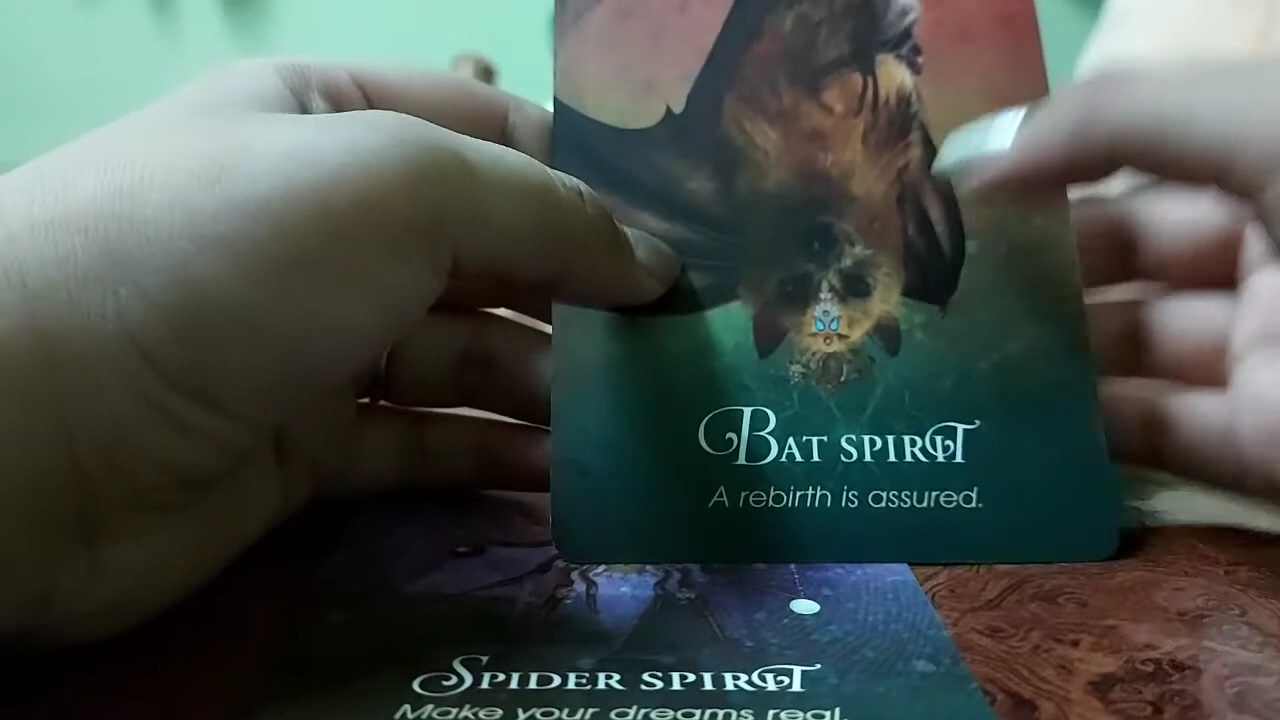 BAT SPIRIT
A rebirth is assured.
SPIDER SPIRIT
Make your dreams real.